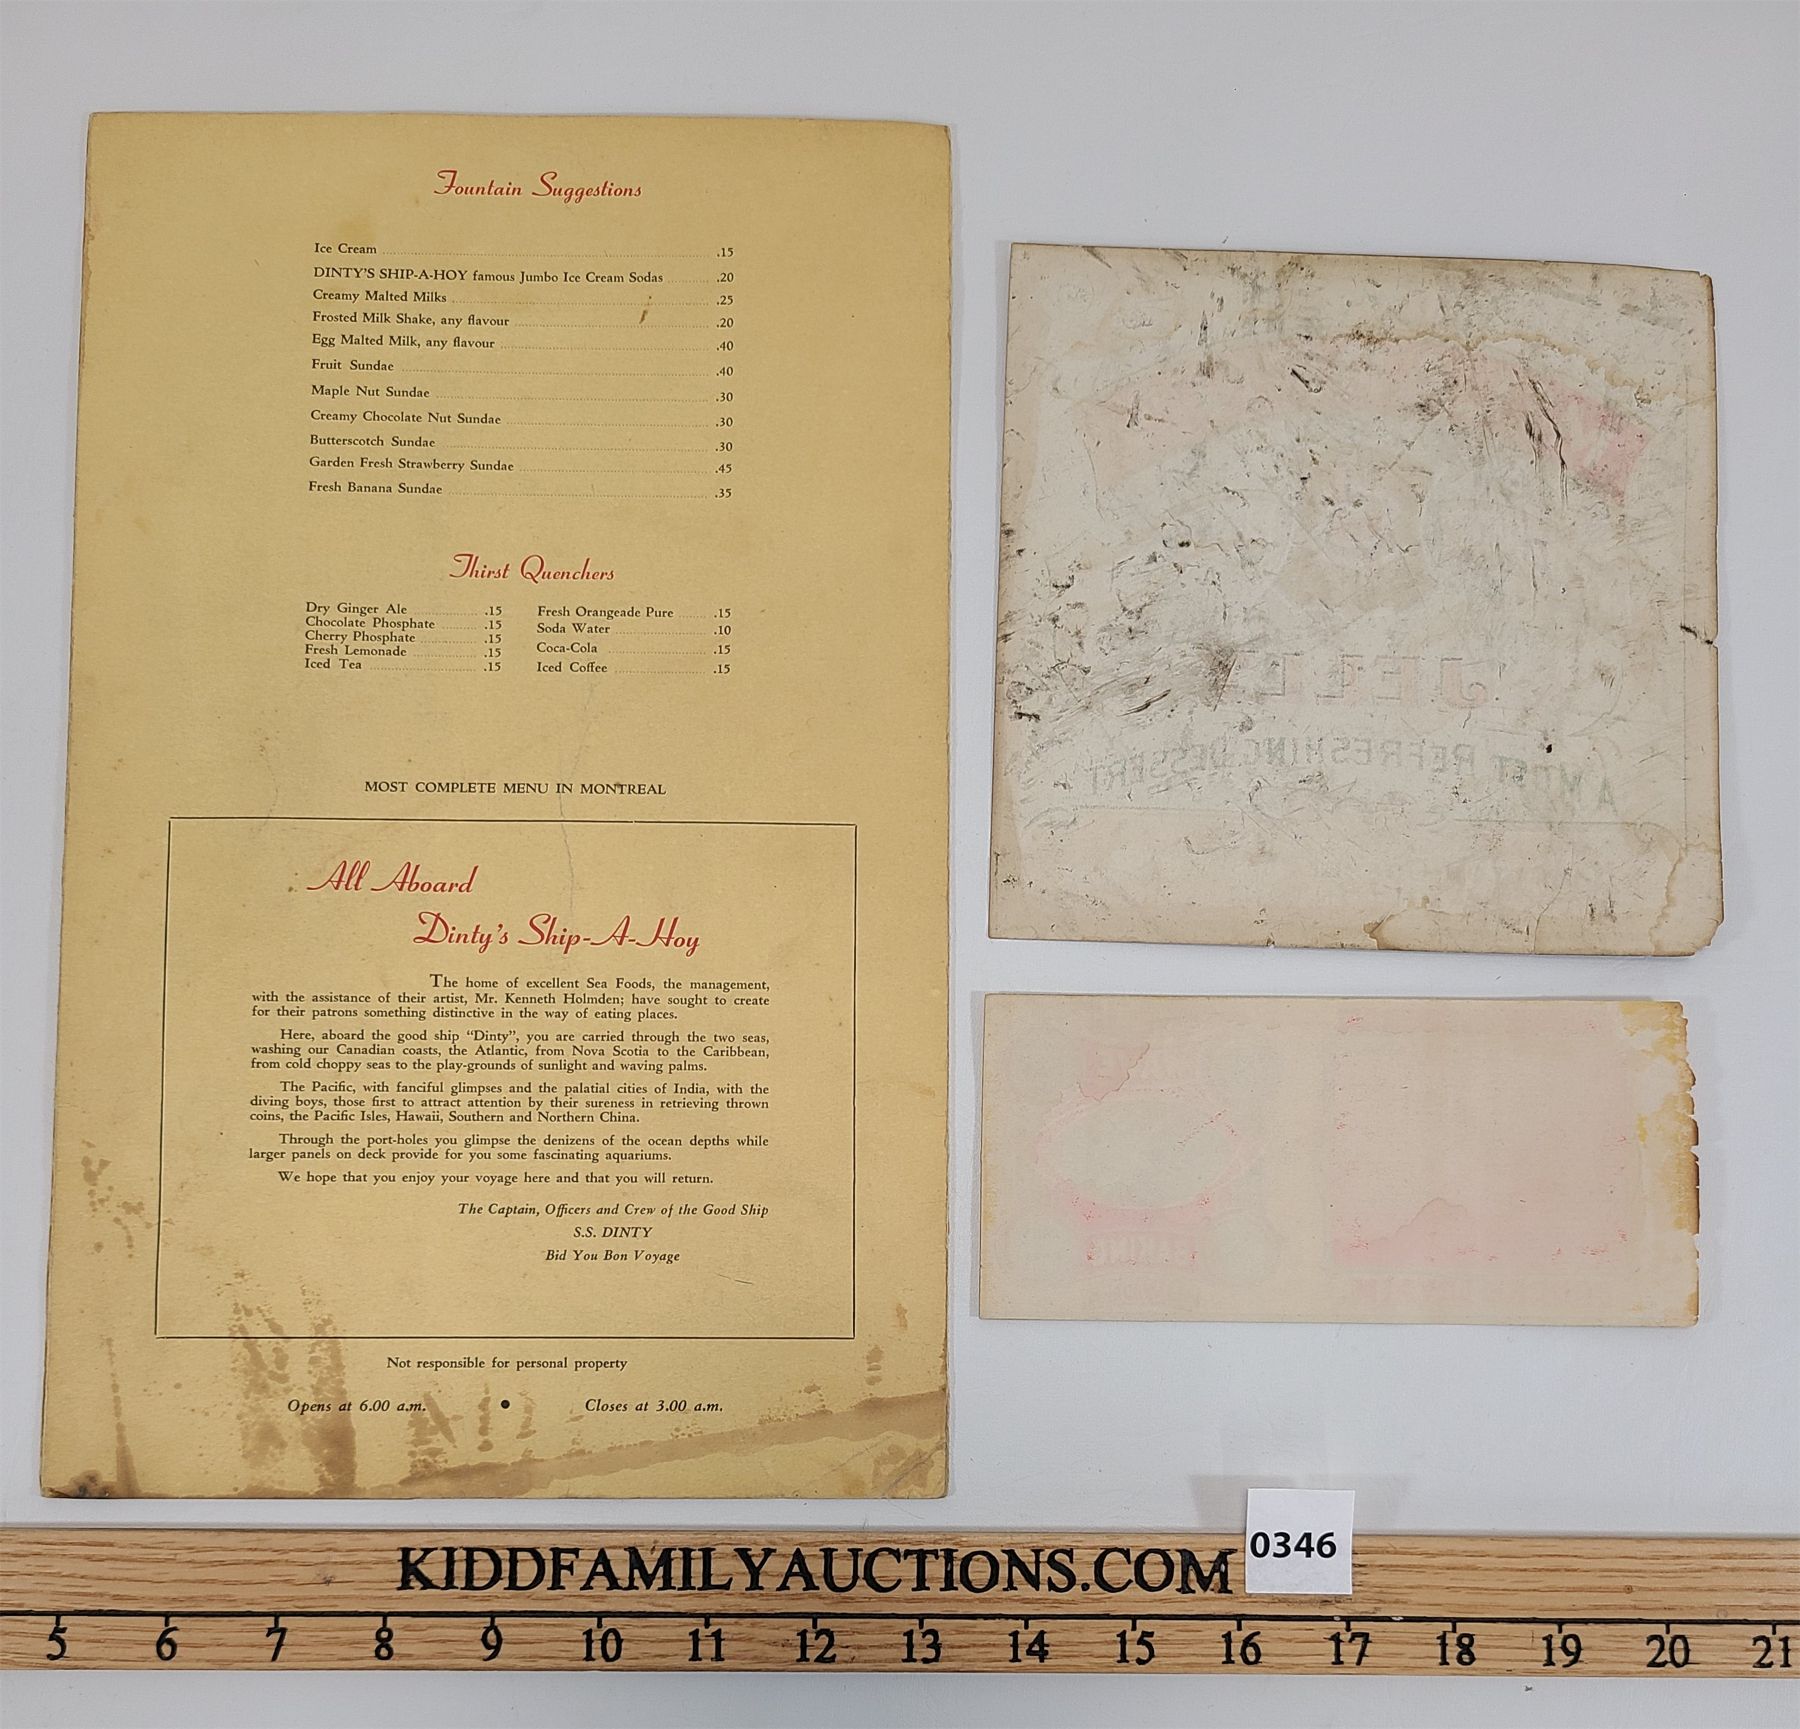 Fountain Suggestions
Ice Cream .15
DINTY'S SHIP-A-HOY famous Jumbo Ice Cream Sodas .20
Creamy Malted Milks .25
Frosted Milk Shake, any flavour .20
Egg Malted Milk, any flavour .40
Fruit Sundae .40
Maple Nut Sundae .30
Creamy Chocolate Nut Sundae .30
Butterscotch Sundae .30
Garden Fresh Strawberry Sundae .45
Fresh Banana Sundae .35
Thirst Quenchers
Dry Ginger Ale .15
Chocolate Phosphate .15
Cherry Phosphate .15
Fresh Lemonade .15
Iced Tea .15
Fresh Orangeade Pure .15
Soda Water .10
Coca-Cola .15
Iced Coffee .15
MOST COMPLETE MENU IN MONTREAL
All Aboard
Dinty's Ship-A-Hoy
The home of excellent Sea Foods, the management,
with the assistance of their artist, Mr. Kenneth Holmden; have sought to create
for their patrons something distinctive in the way of eating places.
Here, aboard the good ship "Dinty", you are carried through the two seas,
washing our Canadian coasts, the Atlantic, from Nova Scotia to the Caribbean,
from cold choppy seas to the play-grounds of sunlight and waving palms.
The Pacific, with fanciful glimpses and the palatial cities of India, with the
diving boys, those first to attract attention by their sureness in retrieving thrown
coins, the Pacific Isles, Hawaii, Southern and Northern China.
Through the port-holes you glimpse the denizens of the ocean depths while
larger panels on deck provide for you some fascinating aquariums.
We hope that you enjoy your voyage here and that you will return.
The Captain, Officers and Crew of the Good Ship
S.S. DINTY
Bid You Bon Voyage
Not responsible for personal property
Opens at 6.00 a.m. • Closes at 3.00 a.m.
A MOST REFRESHING DESSERT
KIDDFAMILYAUCTIONS.COM
0346
5 6 7 8 9 10 11 12 13 14 15 16 17 18 19 20 21